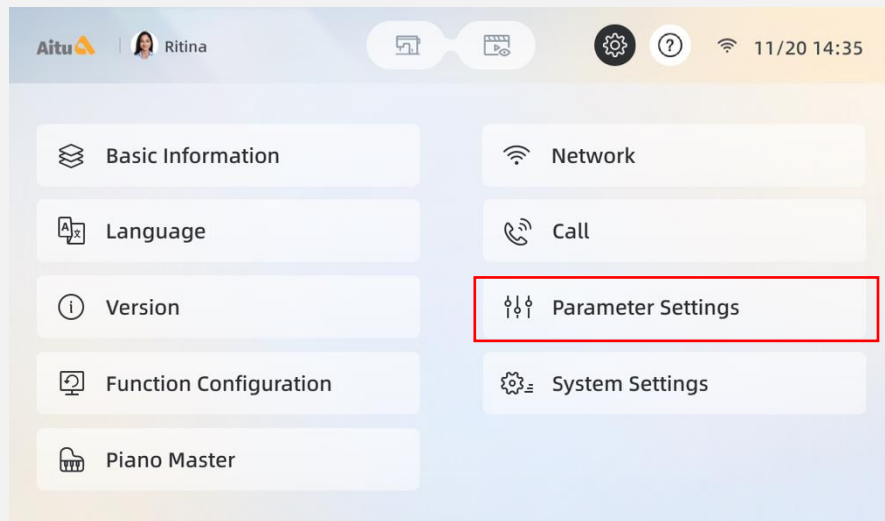 Aitu Ritina 11/20 14:35
Basic Information
Network
Language
Call
Version
Parameter Settings
Function Configuration
System Settings
Piano Master